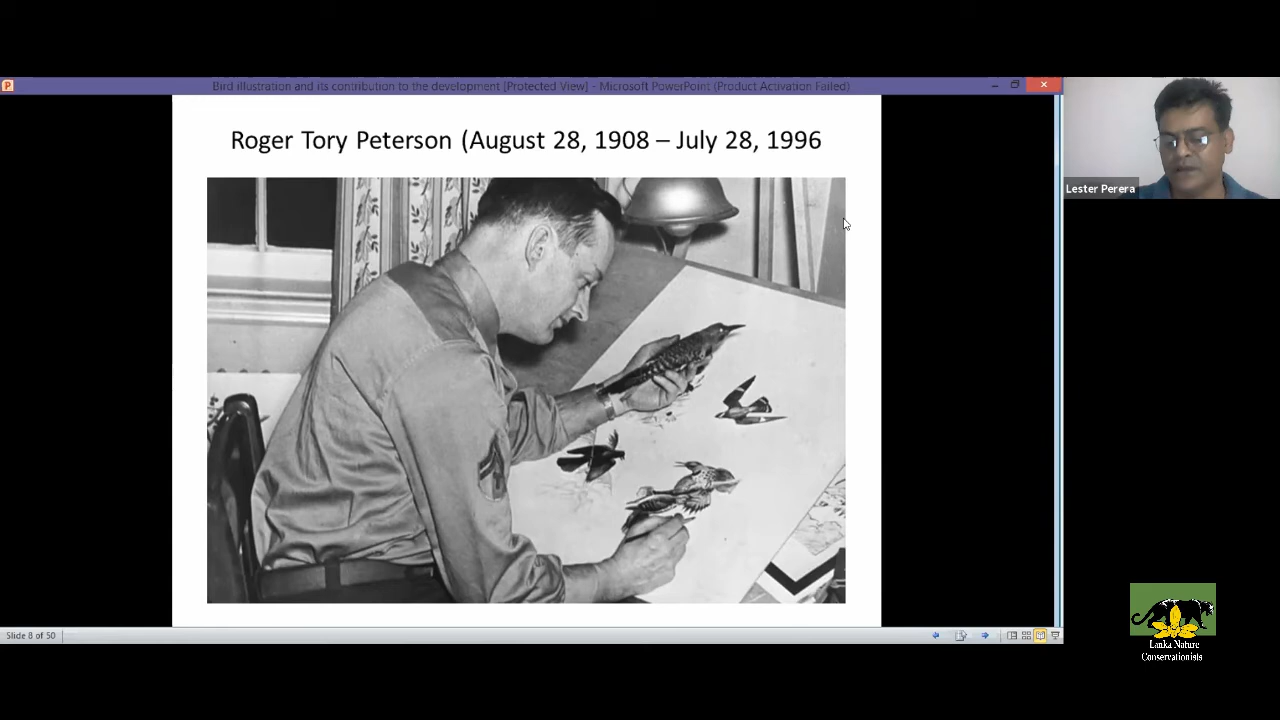 Bird illustration and its contribution to the development [Protected View] - Microsoft PowerPoint (Product Activation Failed)
Roger Tory Peterson (August 28, 1908 – July 28, 1996
Lester Perera
Slide 8 of 50
Lanka Nature
Conservationists